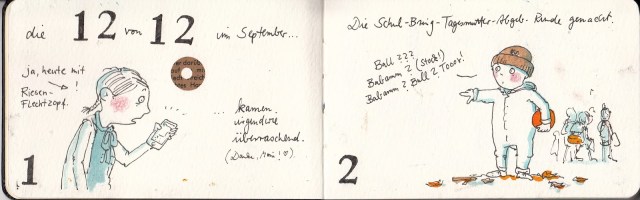 die 12 von 12 im September...
ja, heute mit
Riesen-
Flechtzopf.
!
... kamen
irgendwie
überraschend.
(Danke, Mini! ♡)
1
Die Schul-Bring-Tagesmutter-Abgeb-Runde gemacht.
Ball ???
Babamm ? (Stock!)
Babamm ? Ball ? Tooor!
2